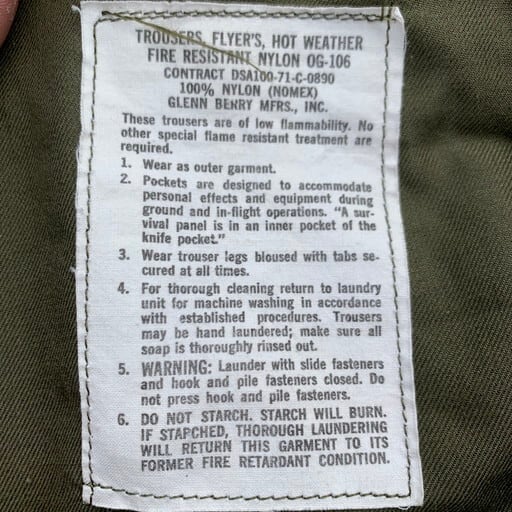 TROUSERS, FLYER'S, HOT WEATHER
FIRE RESISTANT NYLON OG-106
CONTRACT DSA100-71-C-0890
100% NYLON (NOMEX)
GLENN BERRY MFRS., INC.
These trousers are of low flammability. No
other special flame resistant treatment are
required.
1. Wear as outer garment.
2. Pockets are designed to accommodate
personal effects and equipment during
ground and in-flight operations. "A sur-
vival panel is in an inner pocket of the
knife pocket."
3. Wear trouser legs bloused with tabs se-
cured at all times.
4. For thorough cleaning return to laundry
unit for machine washing in accordance
with established procedures. Trousers
may be hand laundered; make sure all
soap is thoroughly rinsed out.
5. WARNING: Launder with slide fasteners
and hook and pile fasteners closed. Do
not press hook and pile fasteners.
6. DO NOT STARCH. STARCH WILL BURN.
IF STARCHED, THOROUGH LAUNDERING
WILL RETURN THIS GARMENT TO ITS
FORMER FIRE RETARDANT CONDITION.